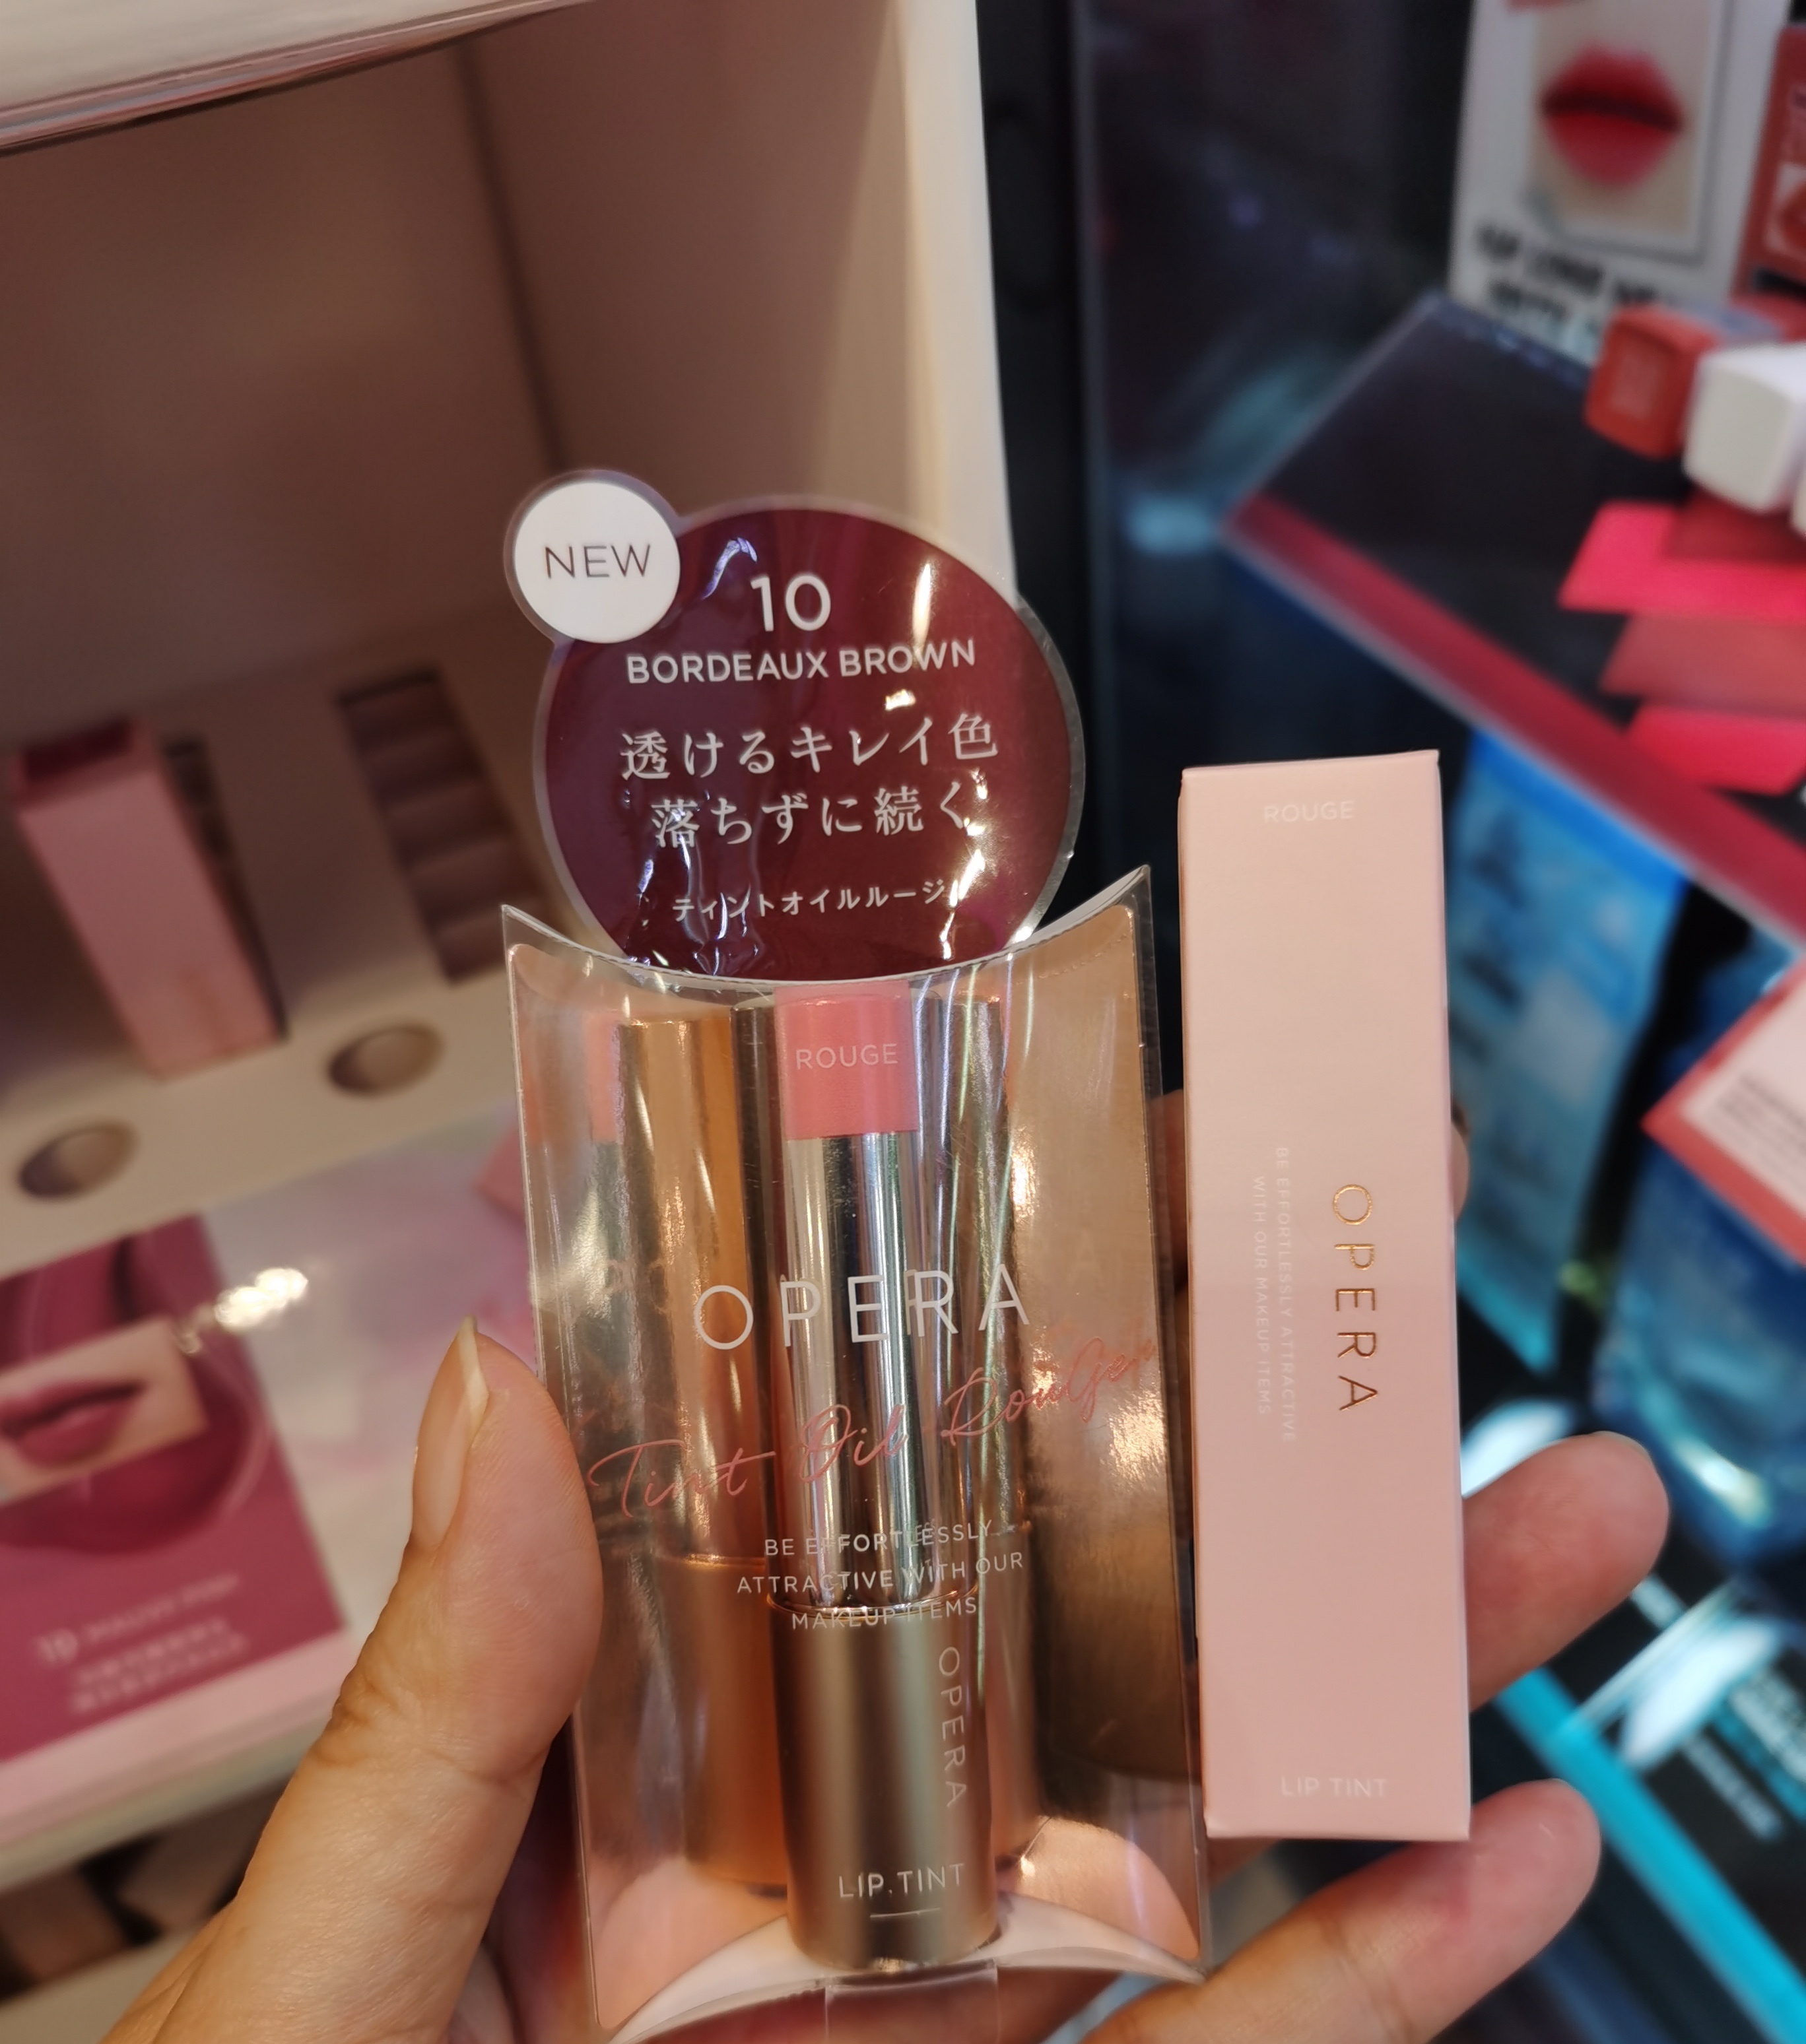 NEW
10
BORDEAUX BROWN
透けるキレイ色
落ちずに続く
ティントオイルルージュ
ROUGE
OPERA
Tint Oil Rouge
BE EFFORTLESSLY
ATTRACTIVE WITH OUR
MAKEUP ITEMS
OPERA
LIP TINT
ROUGE
OPERA
BE EFFORTLESSLY ATTRACTIVE
WITH OUR MAKEUP ITEMS
LIP TINT